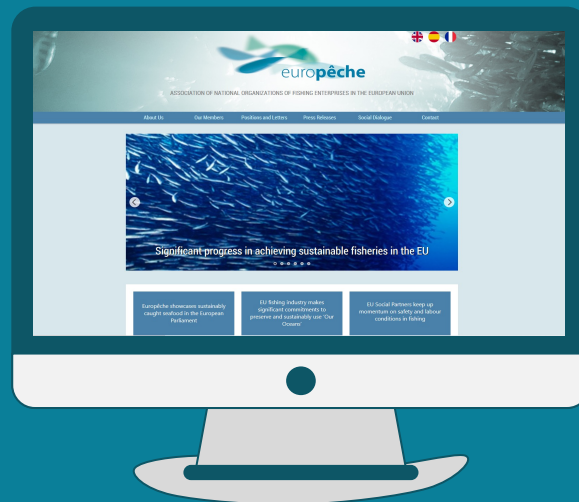 europêche
ASSOCIATION OF NATIONAL ORGANIZATIONS OF FISHING ENTERPRISES IN THE EUROPEAN UNION
About Us Our Members Positions and Letters Press Releases Social Dialogue Contact
Significant progress in achieving sustainable fisheries in the EU
Europêche showcases sustainably
caught seafood in the European
Parliament
EU fishing Industry makes
significant commitments to
preserve and sustainably use 'Our
Oceans'
EU Social Partners keep up
momentum on safety and labour
conditions in fishing